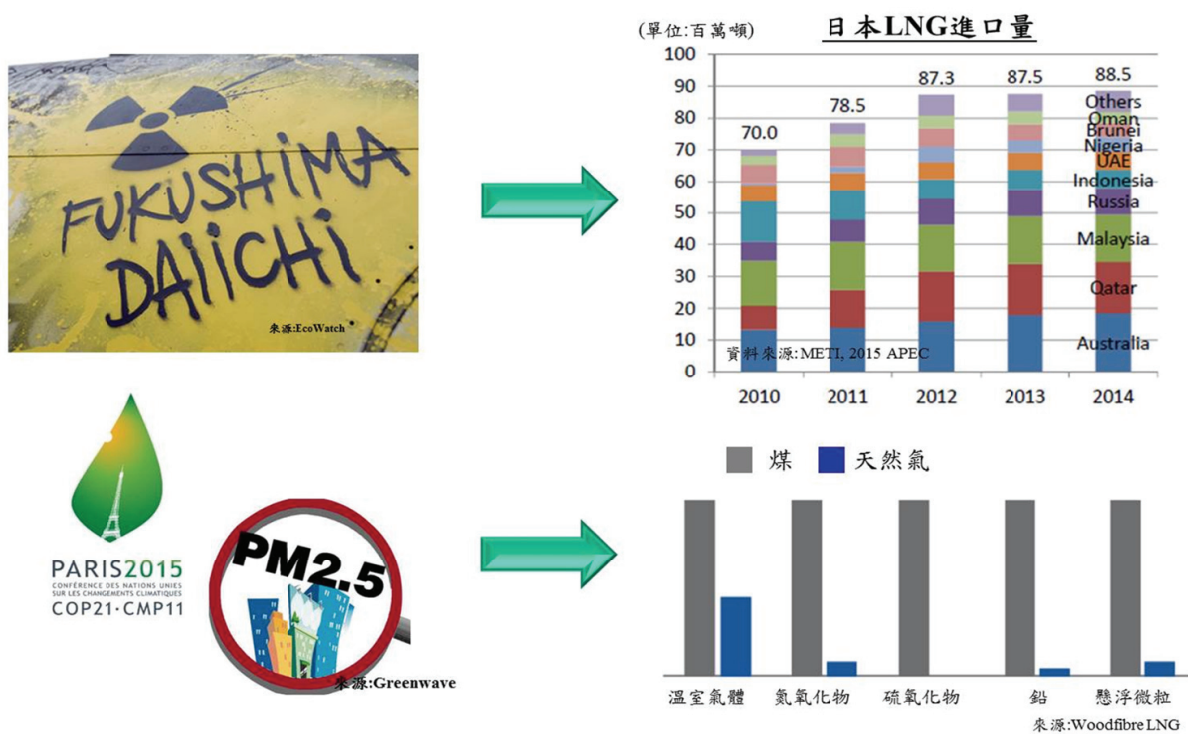 FUKUSHIMA
DAIICHI
來源:EcoWatch
日本LNG進口量
(單位:百萬噸)
100
90
80
70
60
50
40
30
20
10
0
70.0
78.5
87.3
87.5
88.5
Others
Oman
Brunei
Nigeria
UAE
Indonesia
Russia
Malaysia
Qatar
Australia
資料來源:METI, 2015 APEC
2010 2011 2012 2013 2014
PARIS2015
CONFÉRENCE DES NATIONS UNIES
SUR LES CHANGEMENTS CLIMATIQUES
COP21·CMP11
PM2.5
來源:Greenwave
煤 天然氣
溫室氣體 氮氧化物 硫氧化物 鉛 懸浮微粒
來源:Woodfibre LNG